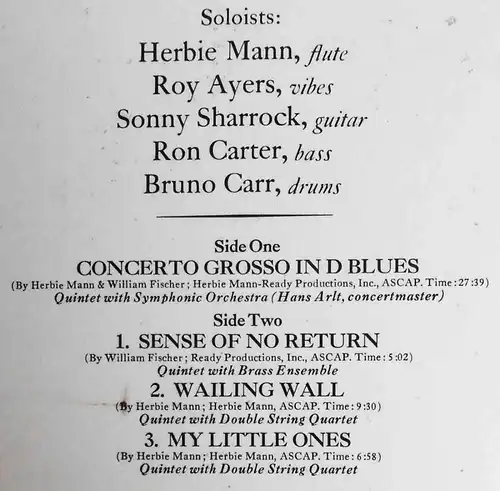 Soloists:
Herbie Mann, flute
Roy Ayers, vibes
Sonny Sharrock, guitar
Ron Carter, bass
Bruno Carr, drums
Side One
CONCERTO GROSSO IN D BLUES
(By Herbie Mann & William Fischer; Herbie Mann-Ready Productions, Inc., ASCAP. Time:27:39)
Quintet with Symphonic Orchestra (Hans Arlt, concertmaster)
Side Two
1. SENSE OF NO RETURN
(By William Fischer; Ready Productions, Inc., ASCAP. Time: 5:02)
Quintet with Brass Ensemble
2. WAILING WALL
(By Herbie Mann; Herbie Mann, ASCAP. Time: 9:30)
Quintet with Double String Quartet
3. MY LITTLE ONES
(By Herbie Mann; Herbie Mann, ASCAP. Time: 6:58)
Quintet with Double String Quartet